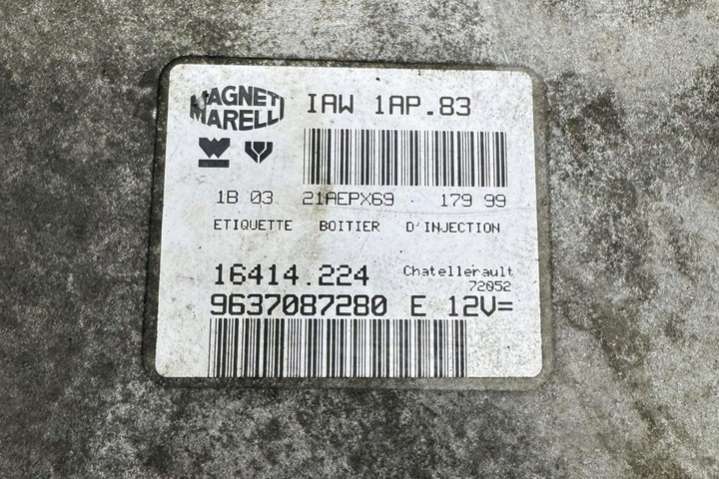 MAGNETI
MARELLI
IAW 1AP.83
1B 03 21AEPX69 179 99
ETIQUETTE BOITIER D'INJECTION
16414.224 Chatellerault
72052
9637087280 E 12V=